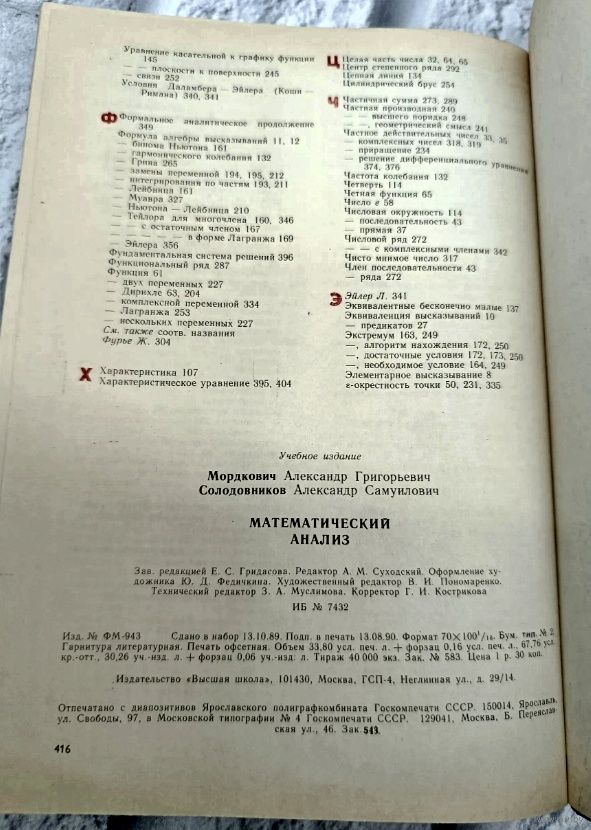 Уравнение касательной к графику функции
145
— — плоскости к поверхности 245
— связи 252
Условия Даламбера — Эйлера (Коши —
Римана) 340, 341
Ф Формальное аналитическое продолжение
349
Формула алгебры высказываний 11, 12
— бинома Ньютона 161
— гармонического колебания 132
— Грина 265
— замены переменной 194, 195, 212
— интегрирования по частям 193, 211
— Лейбница 161
— Муавра 327
— Ньютона — Лейбница 210
— Тейлора для многочлена 160, 346
— — с остаточным членом 167
— — — — — в форме Лагранжа 169
— Эйлера 356
Фундаментальная система решений 396
Функциональный ряд 287
Функция 61
— двух переменных 227
— Дирихле 63, 204
— комплексной переменной 334
— Лагранжа 253
— нескольких переменных 227
См. также соотв. названия
Фурье Ж. 304
Х Характеристика 107
Характеристическое уравнение 395, 404
Ц Целая часть числа 32, 64, 65
Центр степенного ряда 292
Цепная линия 134
Цилиндрический брус 254
Ч Частичная сумма 273, 289
Частная производная 240
— — высшего порядка 248
— —, геометрический смысл 241
Частное действительных чисел 33, 35
— комплексных чисел 318, 319
— приращение 234
— решение дифференциального уравнения
374, 376
Частота колебания 132
Четверть 114
Четная функция 65
Число e 58
Числовая окружность 114
— последовательность 43
— прямая 37
Числовой ряд 272
— — с комплексными членами 342
Чисто мнимое число 317
Член последовательности 43
— ряда 272
Э Эйлер Л. 341
Эквивалентные бесконечно малые 137
Эквиваленция высказываний 10
— предикатов 27
Экстремум 163, 249
—, алгоритм нахождения 172, 250
—, достаточные условия 172, 173, 250
—, необходимое условие 164, 249
Элементарное высказывание 8
ε-окрестность точки 50, 231, 335
Учебное издание
Мордкович Александр Григорьевич
Солодовников Александр Самуилович
МАТЕМАТИЧЕСКИЙ
АНАЛИЗ
Зав. редакцией Е. С. Гридасова. Редактор А. М. Суходский. Оформление ху-
дожника Ю. Д. Федичкина. Художественный редактор В. И. Пономаренко.
Технический редактор З. А. Муслимова. Корректор Г. И. Кострикова
ИБ № 7432
Изд. № ФМ-943 Сдано в набор 13.10.89. Подп. в печать 13.08.90. Формат 70×100¹/₁₆. Бум. тип. № 2.
Гарнитура литературная. Печать офсетная. Объем 33,80 усл. печ. л. + форзац 0,16 усл. печ. л., 67,76 усл.
кр.-отт., 30,26 уч.-изд. л. + форзац 0,06 уч.-изд. л. Тираж 40 000 экз. Зак. № 583. Цена 1 р. 30 коп.
Издательство «Высшая школа», 101430, Москва, ГСП-4, Неглинная ул., д. 29/14.
Отпечатано с диапозитивов Ярославского полиграфкомбината Госкомпечати СССР. 150014, Ярославль,
ул. Свободы, 97, в Московской типографии № 4 Госкомпечати СССР. 129041, Москва, Б. Переяслав-
ская ул., 46. Зак.
416